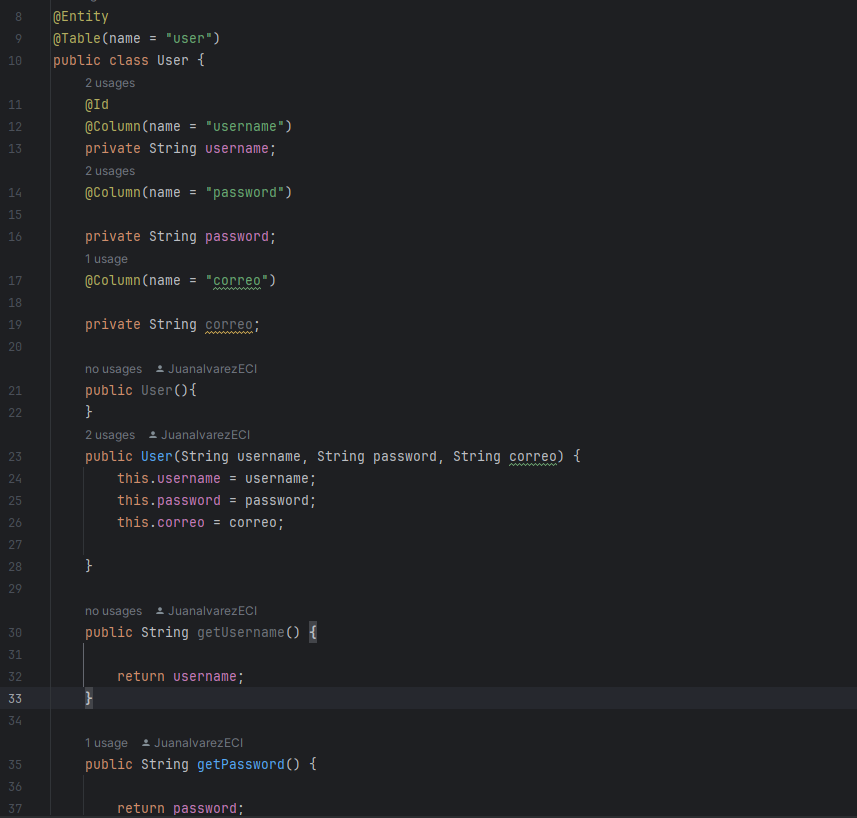 8 @Entity
9 @Table(name = "user")
10 public class User {
2 usages
11 @Id
12 @Column(name = "username")
13 private String username;
2 usages
14 @Column(name = "password")
15
16 private String password;
1 usage
17 @Column(name = "correo")
18
19 private String correo;
20
no usages JuanalvarezECI
21 public User(){
22 }
2 usages JuanalvarezECI
23 public User(String username, String password, String correo) {
24 this.username = username;
25 this.password = password;
26 this.correo = correo;
27
28 }
29
no usages JuanalvarezECI
30 public String getUsername() {
31
32 return username;
33 }
34
1 usage JuanalvarezECI
35 public String getPassword() {
36
37 return password;